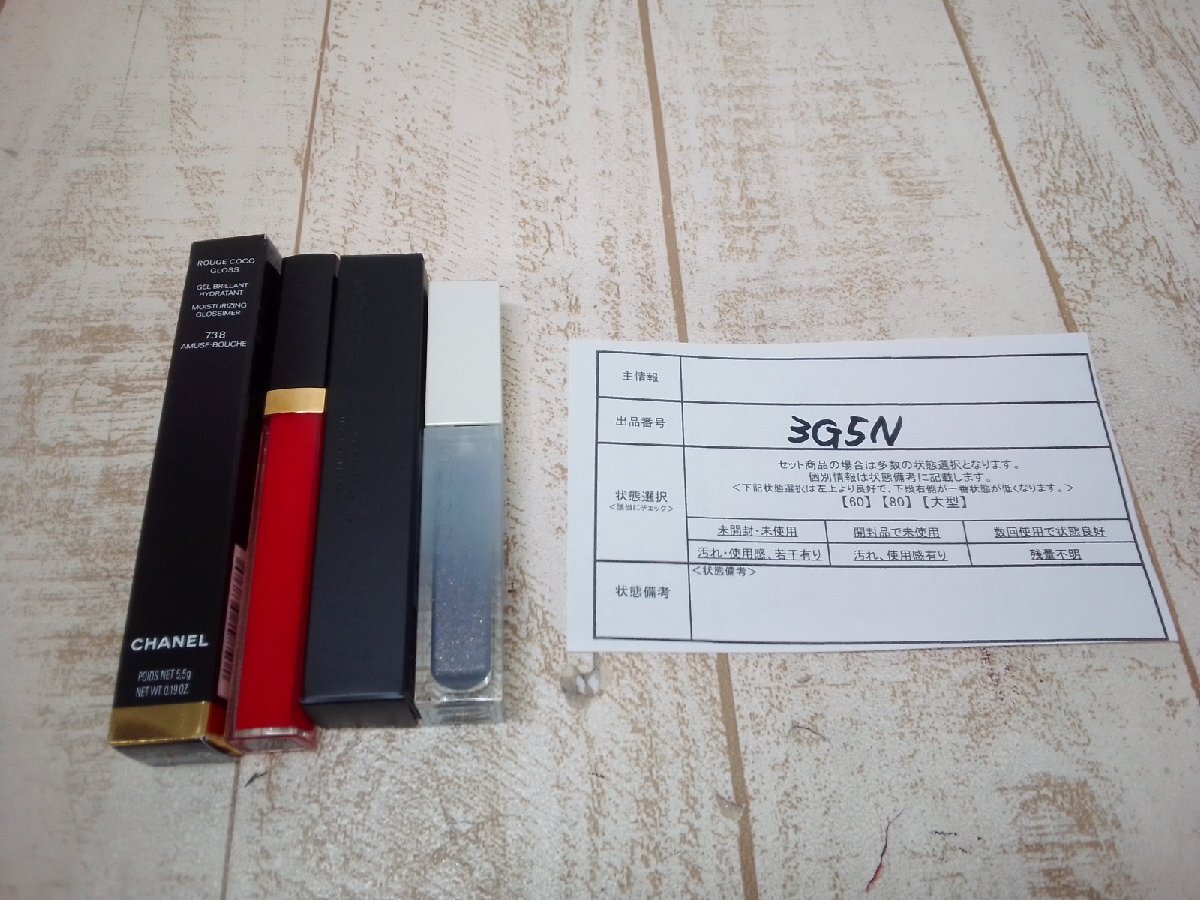 ROUGE COCO
GLOSS
GEL BRILLANT
HYDRATANT
MOISTURIZING
GLOSSIMER
738
AMUSE-BOUCHE
CHANEL
POIDS NET 5,5g
NET WT. 0.19 OZ.
主情報
出品番号
3G5N
状態選択
＜該当にチェック＞
セット商品の場合は多数の状態選択となります。
個別情報は状態備考に記載します。
＜下記状態選択は左上より良好で、下段右側が一番状態が低くなります。＞
【60】【80】【大型】
未開封・未使用
開封品で未使用
数回使用で状態良好
汚れ・使用感、若干有り
汚れ、使用感有り
残量不明
状態備考
＜状態備考＞